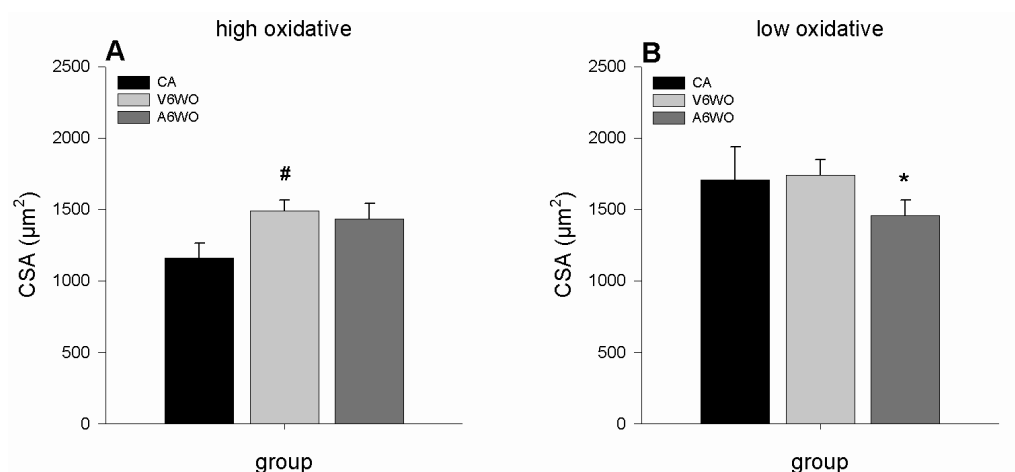 high oxidative
A
2500
2000
1500
1000
500
0
CSA (µm²)
CA
V6WO
A6WO
#
group
low oxidative
B
2500
2000
1500
1000
500
0
CSA (µm²)
CA
V6WO
A6WO
*
group